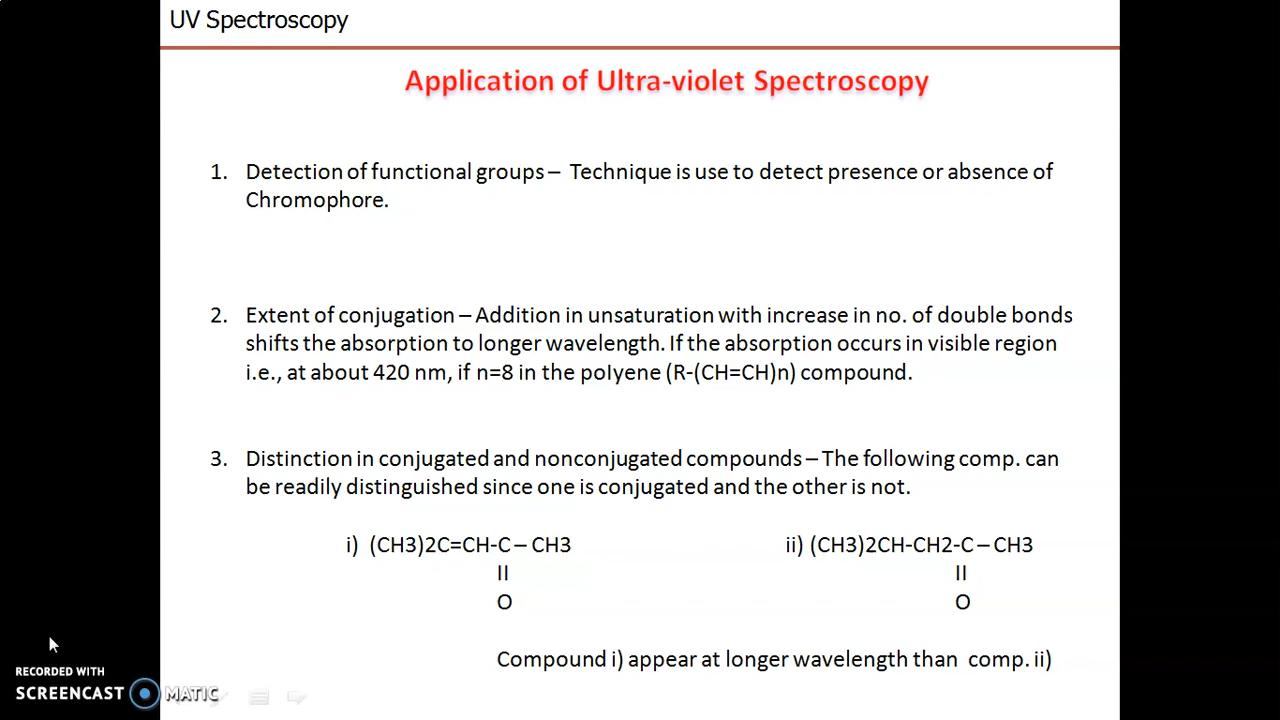 UV Spectroscopy
Application of Ultra-violet Spectroscopy
1. Detection of functional groups – Technique is use to detect presence or absence of
Chromophore.
2. Extent of conjugation – Addition in unsaturation with increase in no. of double bonds
shifts the absorption to longer wavelength. If the absorption occurs in visible region
i.e., at about 420 nm, if n=8 in the polyene (R-(CH=CH)n) compound.
3. Distinction in conjugated and nonconjugated compounds – The following comp. can
be readily distinguished since one is conjugated and the other is not.
i) (CH3)2C=CH-C – CH3 ii) (CH3)2CH-CH2-C – CH3
II II
O O
Compound i) appear at longer wavelength than comp. ii)
RECORDED WITH
SCREENCAST MATIC